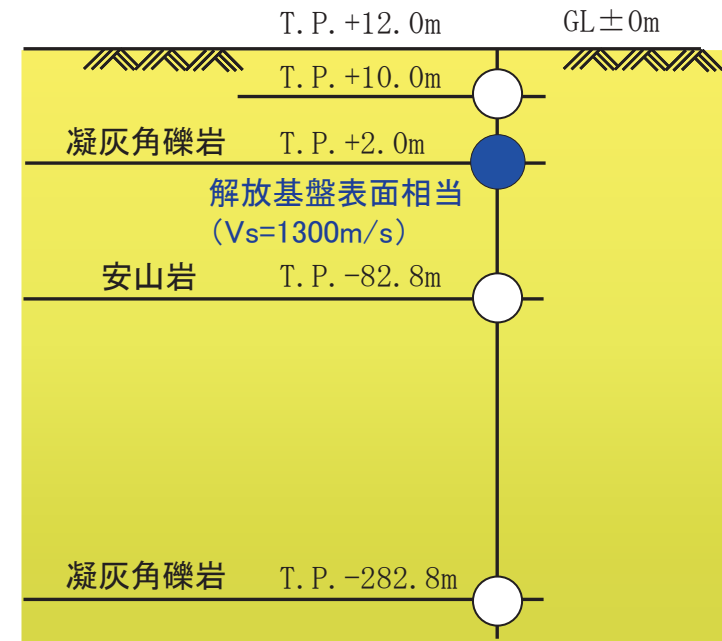 T.P.+12.0m GL±0m
T.P.+10.0m
凝灰角礫岩 T.P.+2.0m
解放基盤表面相当
(Vs=1300m/s)
安山岩 T.P.-82.8m
凝灰角礫岩 T.P.-282.8m